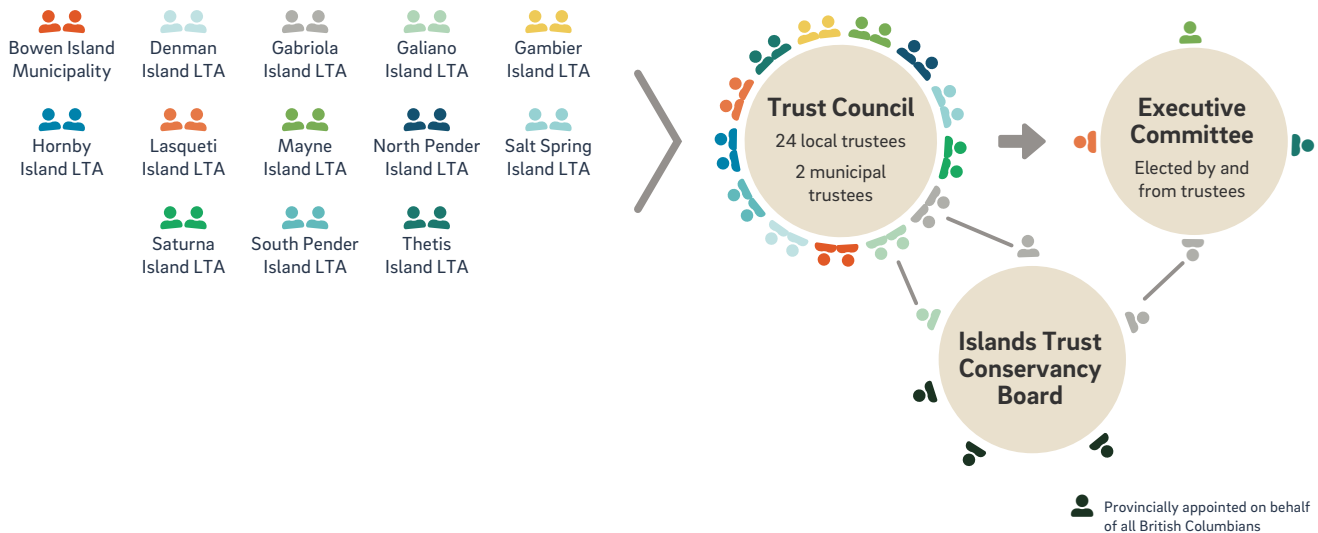 Bowen Island
Municipality
Denman
Island LTA
Gabriola
Island LTA
Galiano
Island LTA
Gambier
Island LTA
Hornby
Island LTA
Lasqueti
Island LTA
Mayne
Island LTA
North Pender
Island LTA
Salt Spring
Island LTA
Saturna
Island LTA
South Pender
Island LTA
Thetis
Island LTA
Trust Council
24 local trustees
2 municipal
trustees
Executive
Committee
Elected by and
from trustees
Islands Trust
Conservancy
Board
Provincially appointed on behalf
of all British Columbians